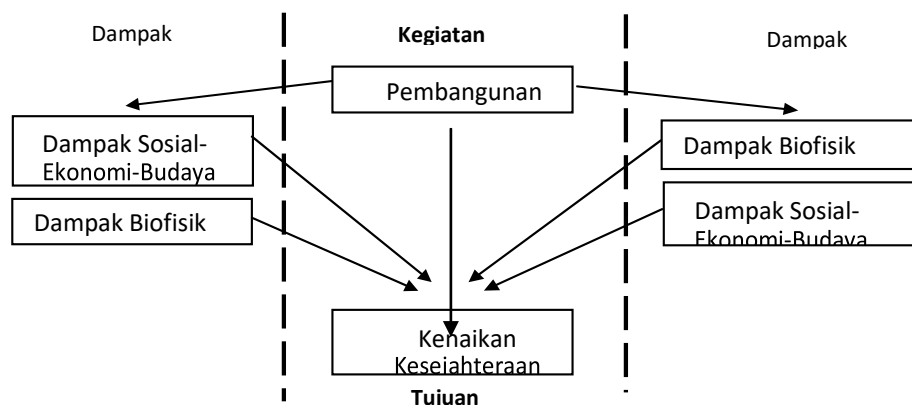 Dampak
Kegiatan
Dampak
Pembangunan
Dampak Sosial-
Ekonomi-Budaya
Dampak Biofisik
Dampak Biofisik
Dampak Sosial-
Ekonomi-Budaya
Kenaikan
Kesejahteraan
Tujuan